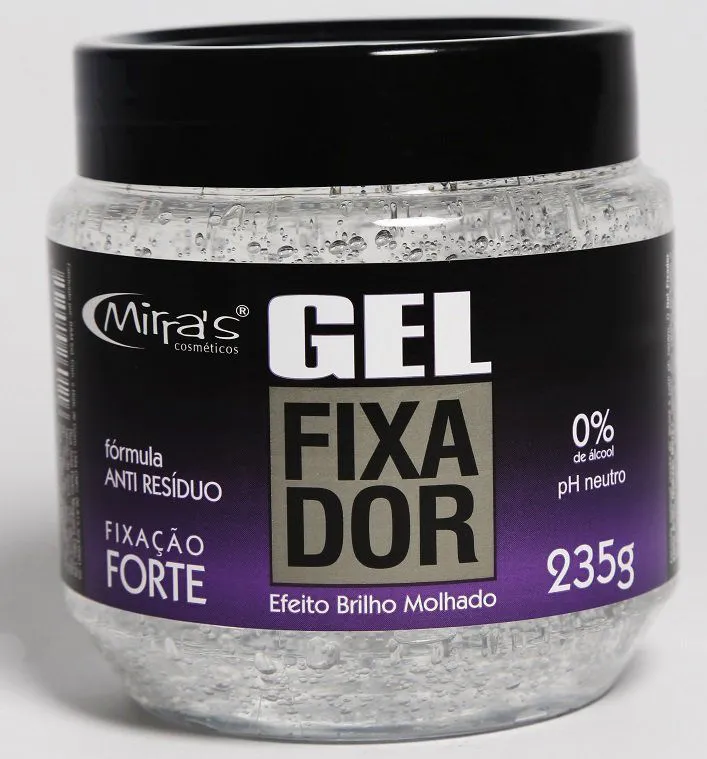 Mirra's®
cosméticos
GEL
FIXA
DOR
Efeito Brilho Molhado
fórmula
ANTI RESÍDUO
FIXAÇÃO
FORTE
0%
de álcool
pH neutro
235g